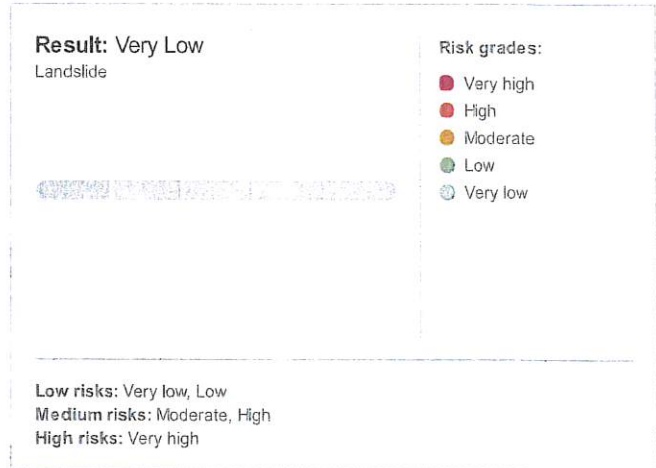 Result: Very Low
Landslide
Risk grades:
Very high
High
Moderate
Low
Very low
Low risks: Very low, Low
Medium risks: Moderate, High
High risks: Very high